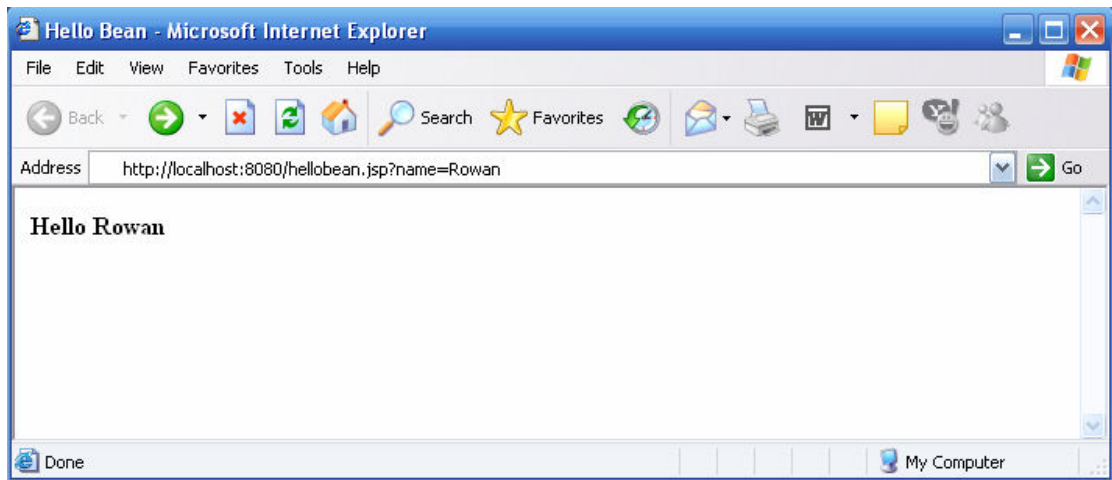 Hello Bean - Microsoft Internet Explorer
File Edit View Favorites Tools Help
Back Search Favorites W
Address http://localhost:8080/hellobean.jsp?name=Rowan Go
Hello Rowan
Done My Computer